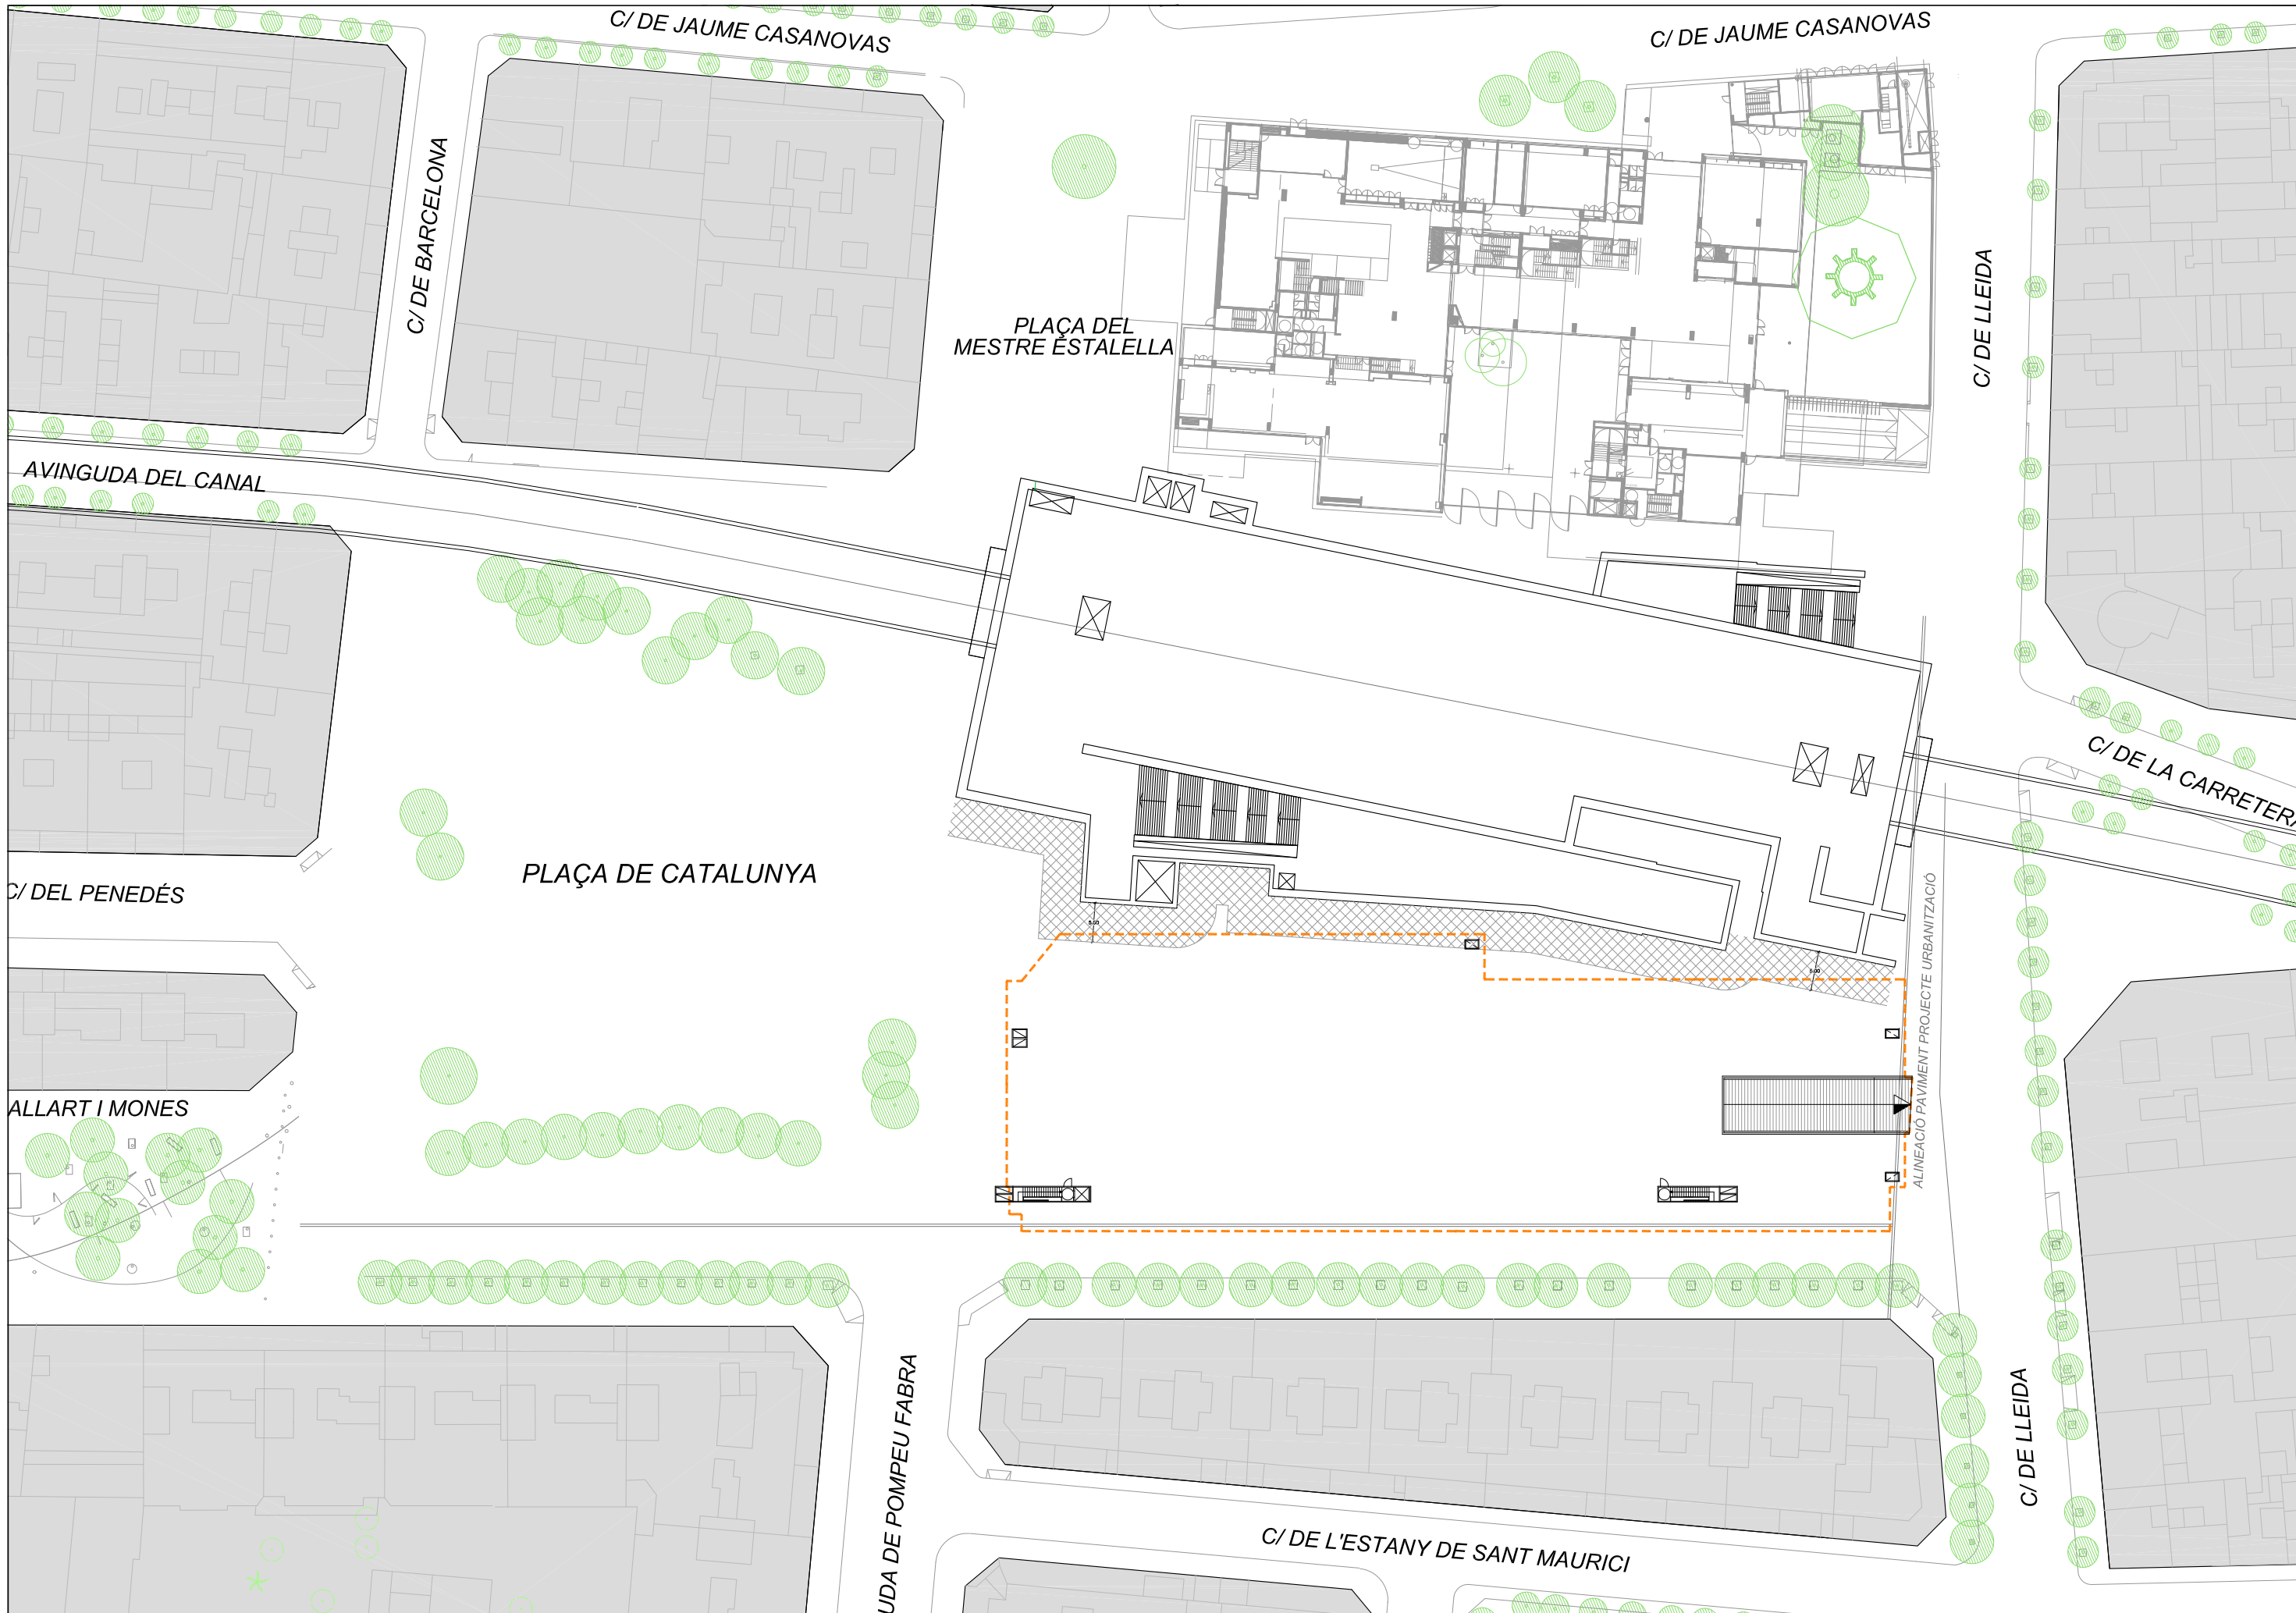 C/ DE JAUME CASANOVAS
C/ DE JAUME CASANOVAS
C/ DE BARCELONA
PLAÇA DEL
MESTRE ESTALELLA
C/ DE LLEIDA
AVINGUDA DEL CANAL
C/ DE LA CARRETERA
PLAÇA DE CATALUNYA
C/ DEL PENEDÉS
ALINEACIÓ PAVIMENT PROJECTE URBANITZACIÓ
ALLART I MONES
UDA DE POMPEU FABRA
C/ DE LLEIDA
C/ DE L'ESTANY DE SANT MAURICI